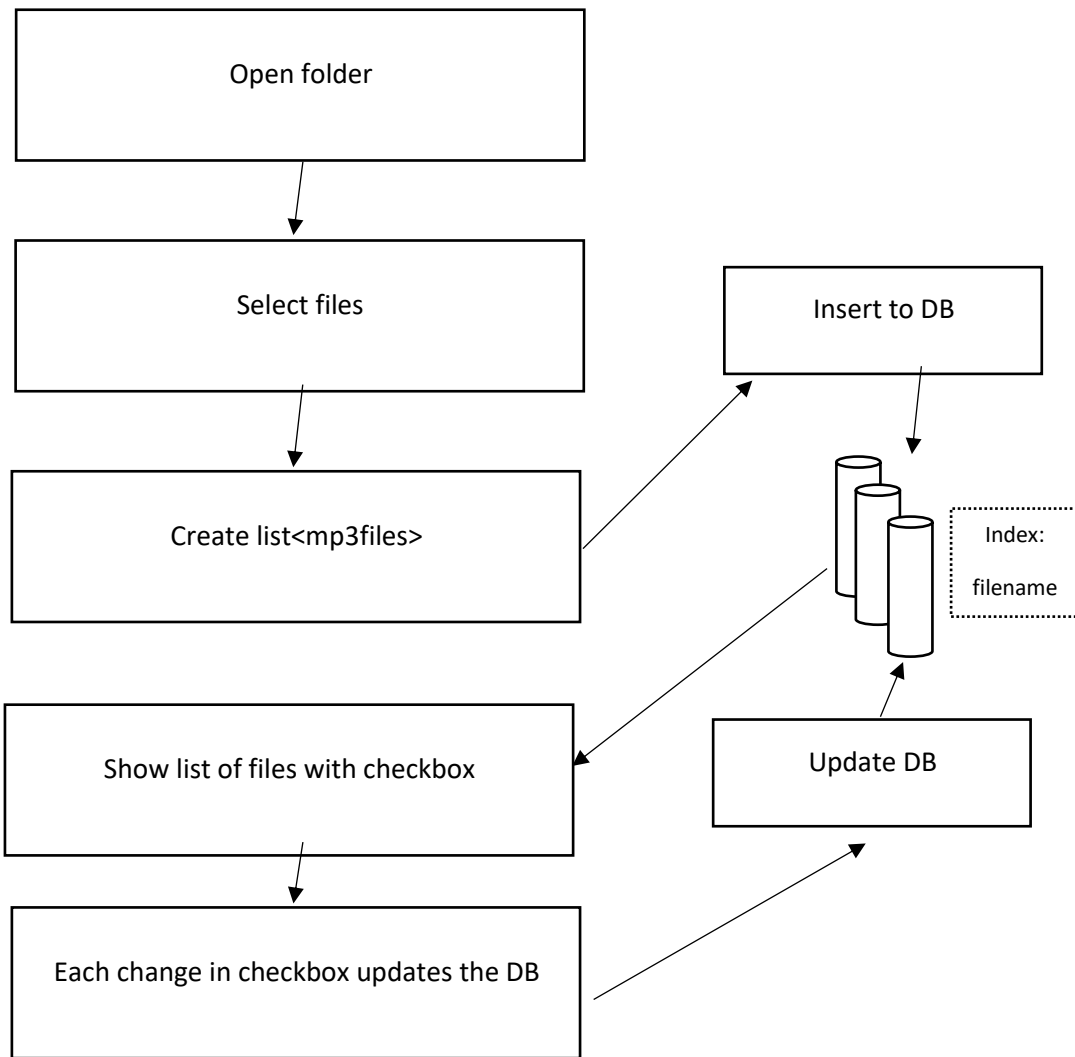 Open folder
Select files
Insert to DB
Create list<mp3files>
Index:
filename
Show list of files with checkbox
Update DB
Each change in checkbox updates the DB